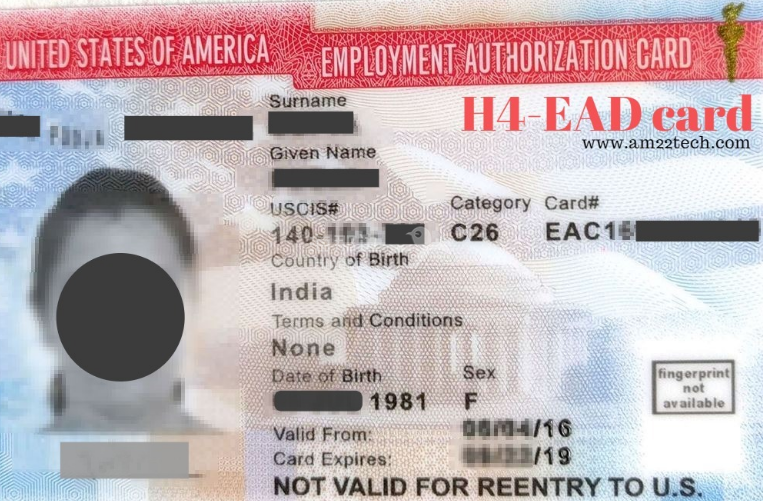 UNITED STATES OF AMERICA EMPLOYMENT AUTHORIZATION CARD
Surname
H4-EAD card
www.am22tech.com
Given Name
USCIS# Category Card#
140- C26 EAC1
Country of Birth
India
Terms and Conditions
None
Date of Birth Sex
1981 F
fingerprint
not
available
Valid From: /16
Card Expires: /19
NOT VALID FOR REENTRY TO U.S.